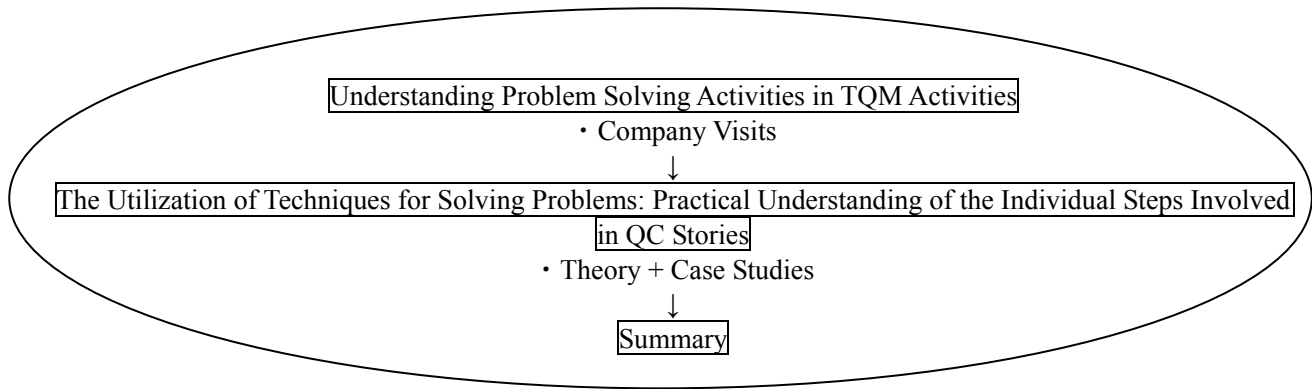 Understanding Problem Solving Activities in TQM Activities
・Company Visits
↓
The Utilization of Techniques for Solving Problems: Practical Understanding of the Individual Steps Involved
in QC Stories
・Theory + Case Studies
↓
Summary